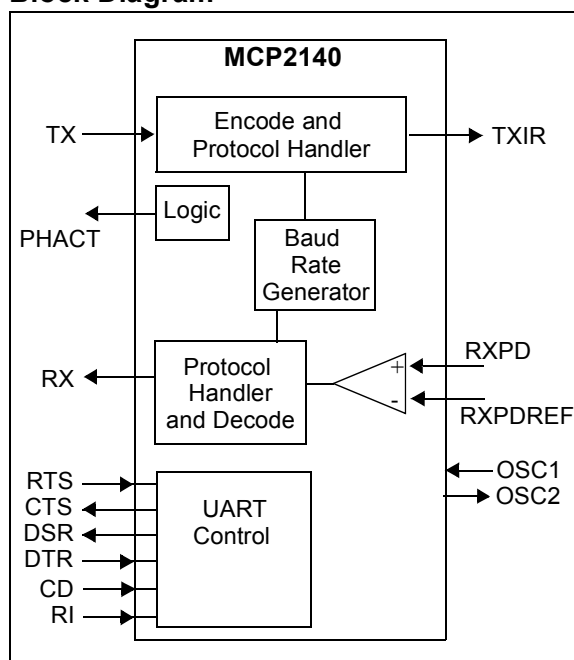 Block Diagram
MCP2140
TX
Encode and
Protocol Handler
TXIR
PHACT
Logic
Baud
Rate
Generator
RX
Protocol
Handler
and Decode
+
-
RXPD
RXPDREF
OSC1
OSC2
RTS
CTS
DSR
DTR
CD
RI
UART
Control